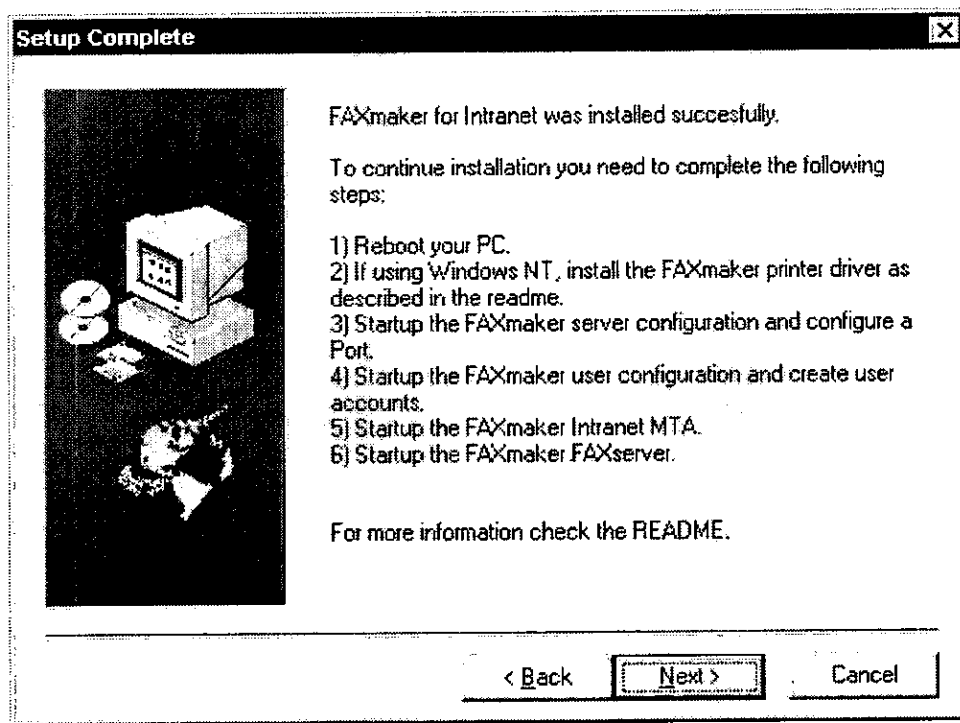 Setup Complete
FAXmaker for Intranet was installed succesfully.
To continue installation you need to complete the following
steps:
1) Reboot your PC.
2) If using Windows NT, install the FAXmaker printer driver as
described in the readme.
3) Startup the FAXmaker server configuration and configure a
Port.
4) Startup the FAXmaker user configuration and create user
accounts.
5) Startup the FAXmaker Intranet MTA.
6) Startup the FAXmaker FAXserver.
For more information check the README.
< Back
Next >
Cancel